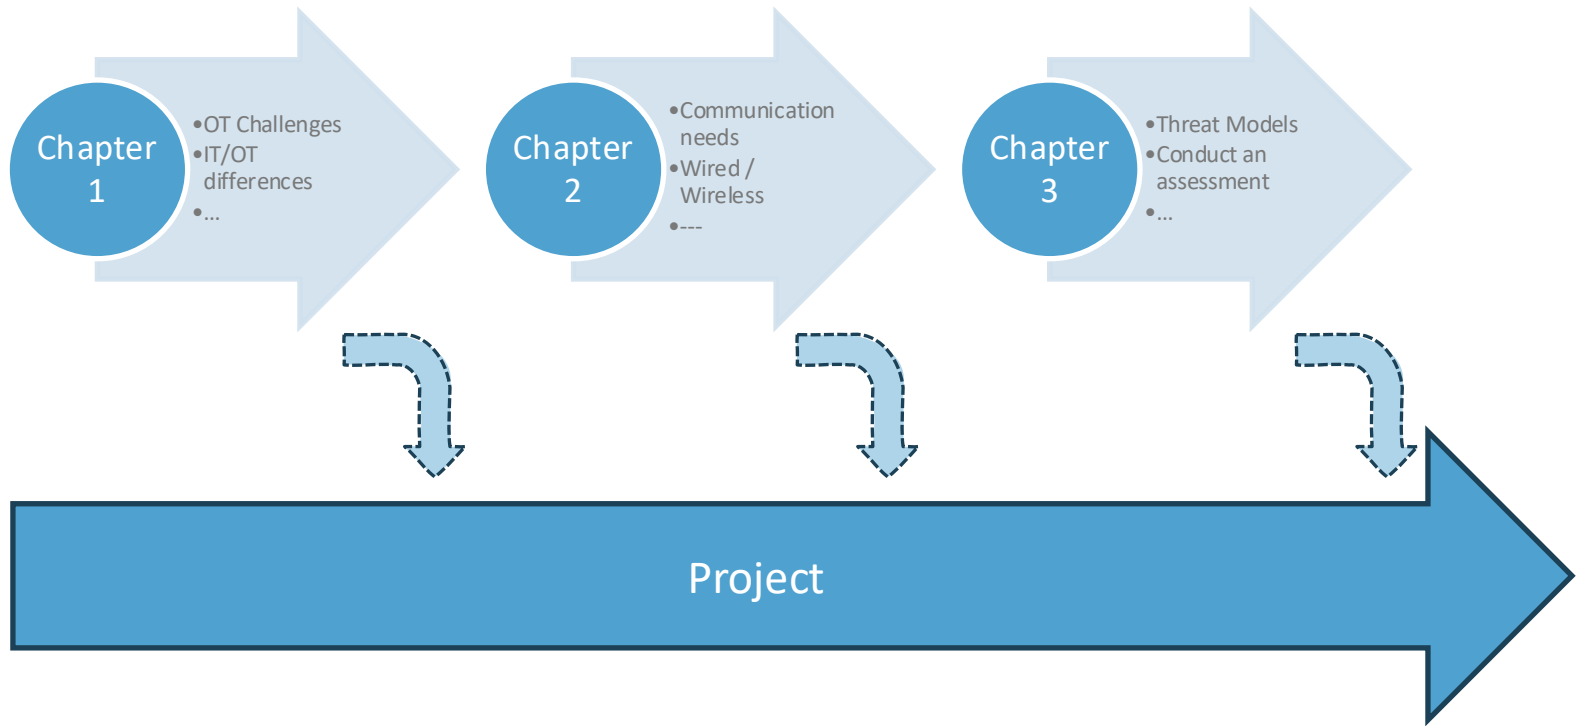 Chapter
1
•OT Challenges
•IT/OT
differences
•...
Chapter
2
•Communication
needs
•Wired /
Wireless
•---
Chapter
3
•Threat Models
•Conduct an
assessment
•...
Project